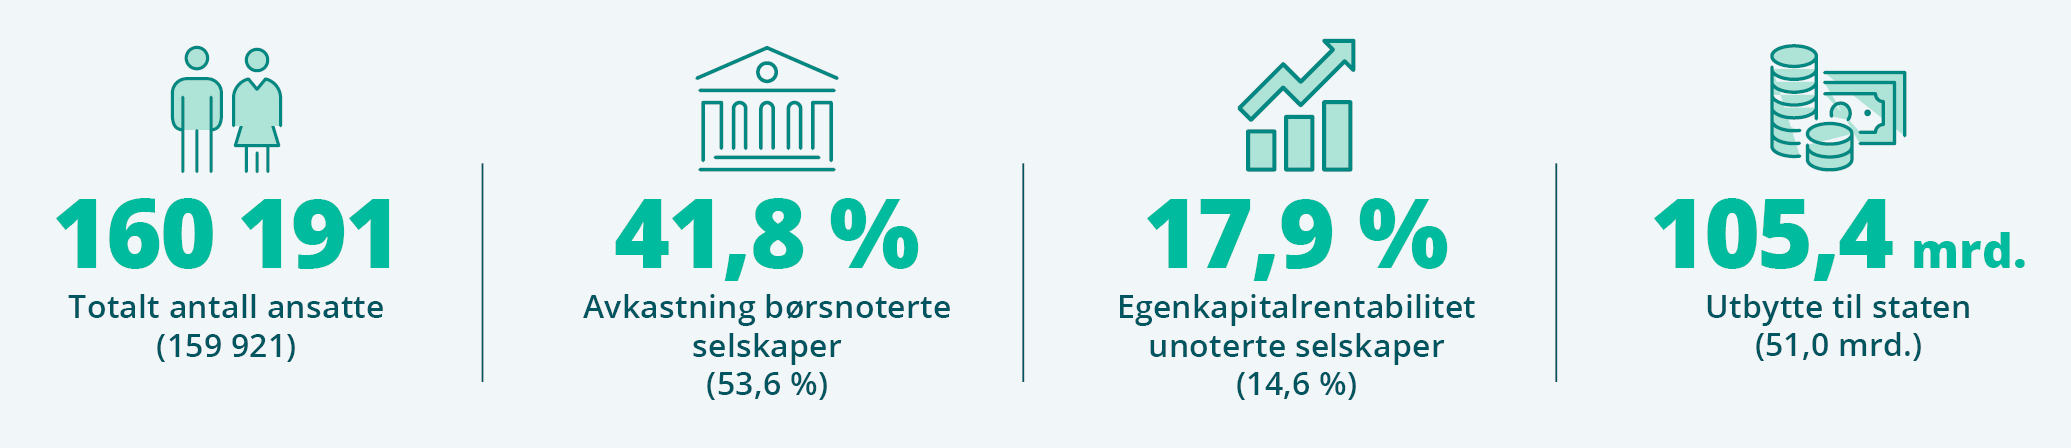 160 191
Totalt antall ansatte
(159 921)
41,8 %
Avkastning børsnoterte
selskaper
(53,6 %)
17,9 %
Egenkapitalrentabilitet
unoterte selskaper
(14,6 %)
105,4 mrd.
Utbytte til staten
(51,0 mrd.)